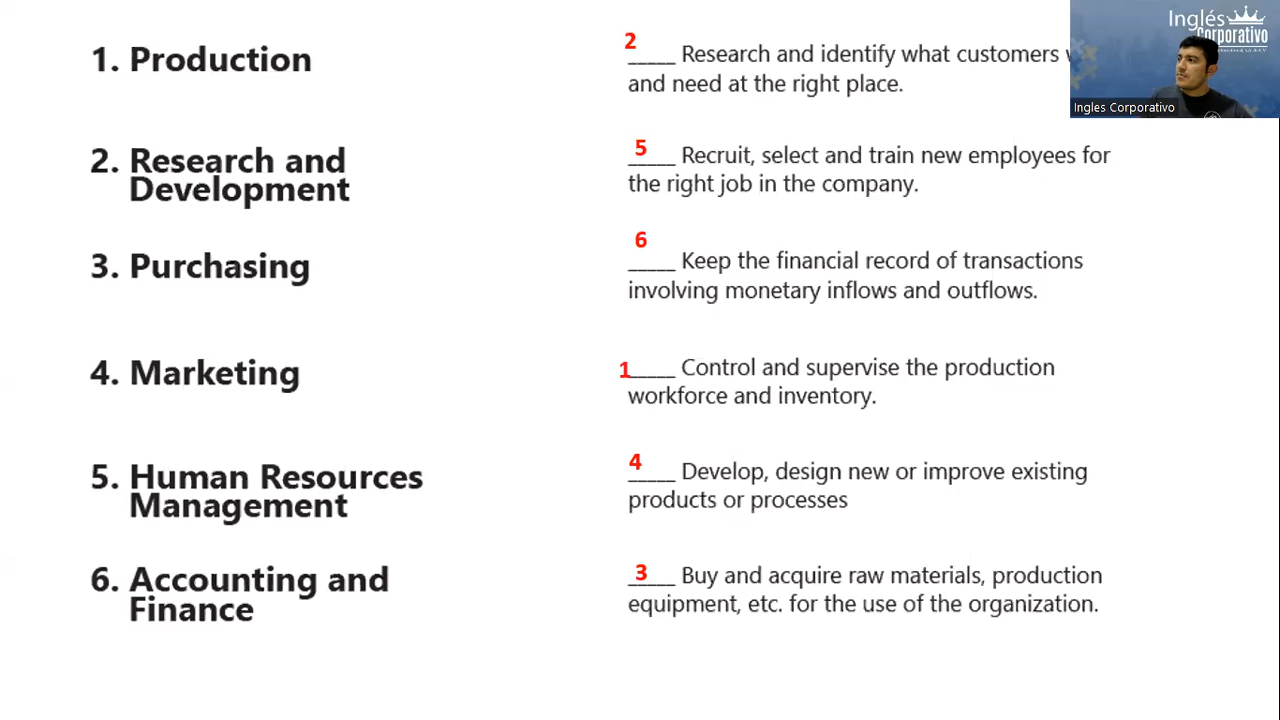 1. Production
2. Research and
Development
3. Purchasing
4. Marketing
5. Human Resources
Management
6. Accounting and
Finance
2
_____ Research and identify what customers
and need at the right place.
5
_____ Recruit, select and train new employees for
the right job in the company.
6
_____ Keep the financial record of transactions
involving monetary inflows and outflows.
1
_____ Control and supervise the production
workforce and inventory.
4
_____ Develop, design new or improve existing
products or processes
3
_____ Buy and acquire raw materials, production
equipment, etc. for the use of the organization.
Inglés
Corporativo
Ingles Corporativo